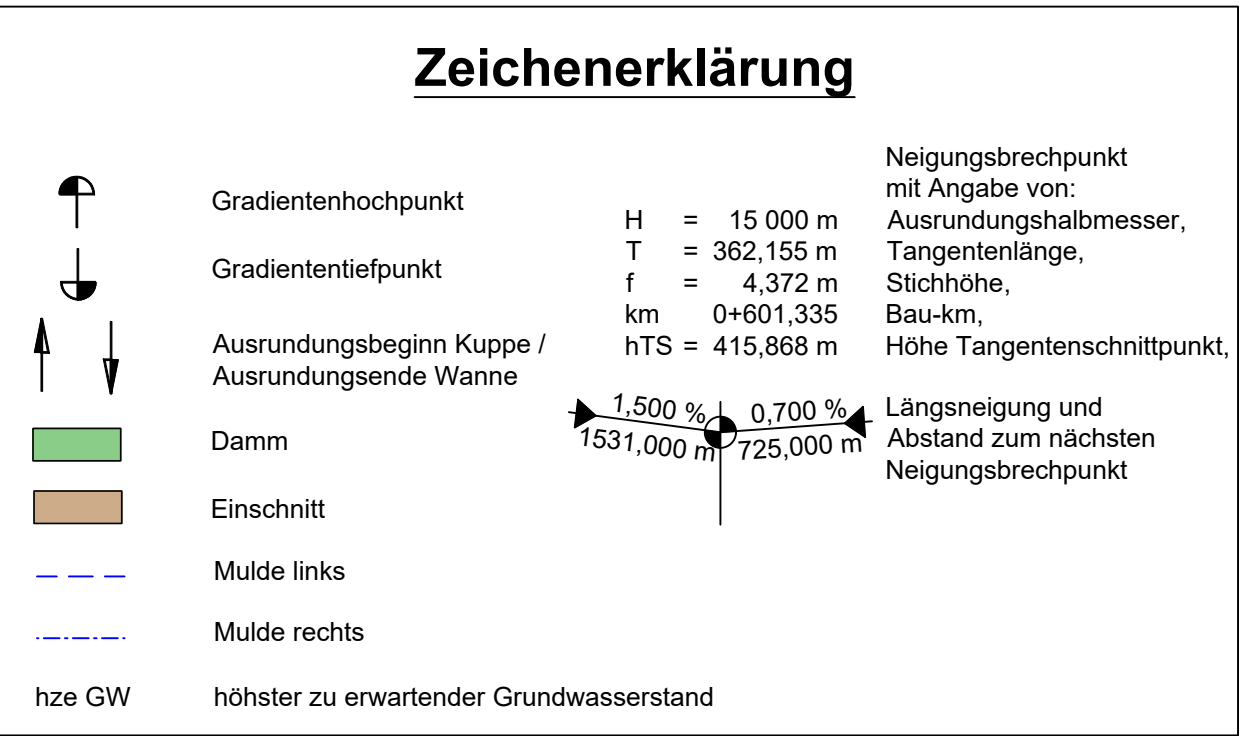 Zeichenerklärung
Gradientenhochpunkt
Gradiententiefpunkt
Ausrundungsbeginn Kuppe /
Ausrundungsende Wanne
Damm
Einschnitt
Mulde links
Mulde rechts
hze GW höhster zu erwartender Grundwasserstand
Neigungsbrechpunkt
mit Angabe von:
H = 15 000 m Ausrundungshalbmesser,
T = 362,155 m Tangentenlänge,
f = 4,372 m Stichhöhe,
km 0+601,335 Bau-km,
hTS = 415,868 m Höhe Tangentenschnittpunkt,
1,500 % 0,700 %
1531,000 m 725,000 m
Längsneigung und
Abstand zum nächsten
Neigungsbrechpunkt